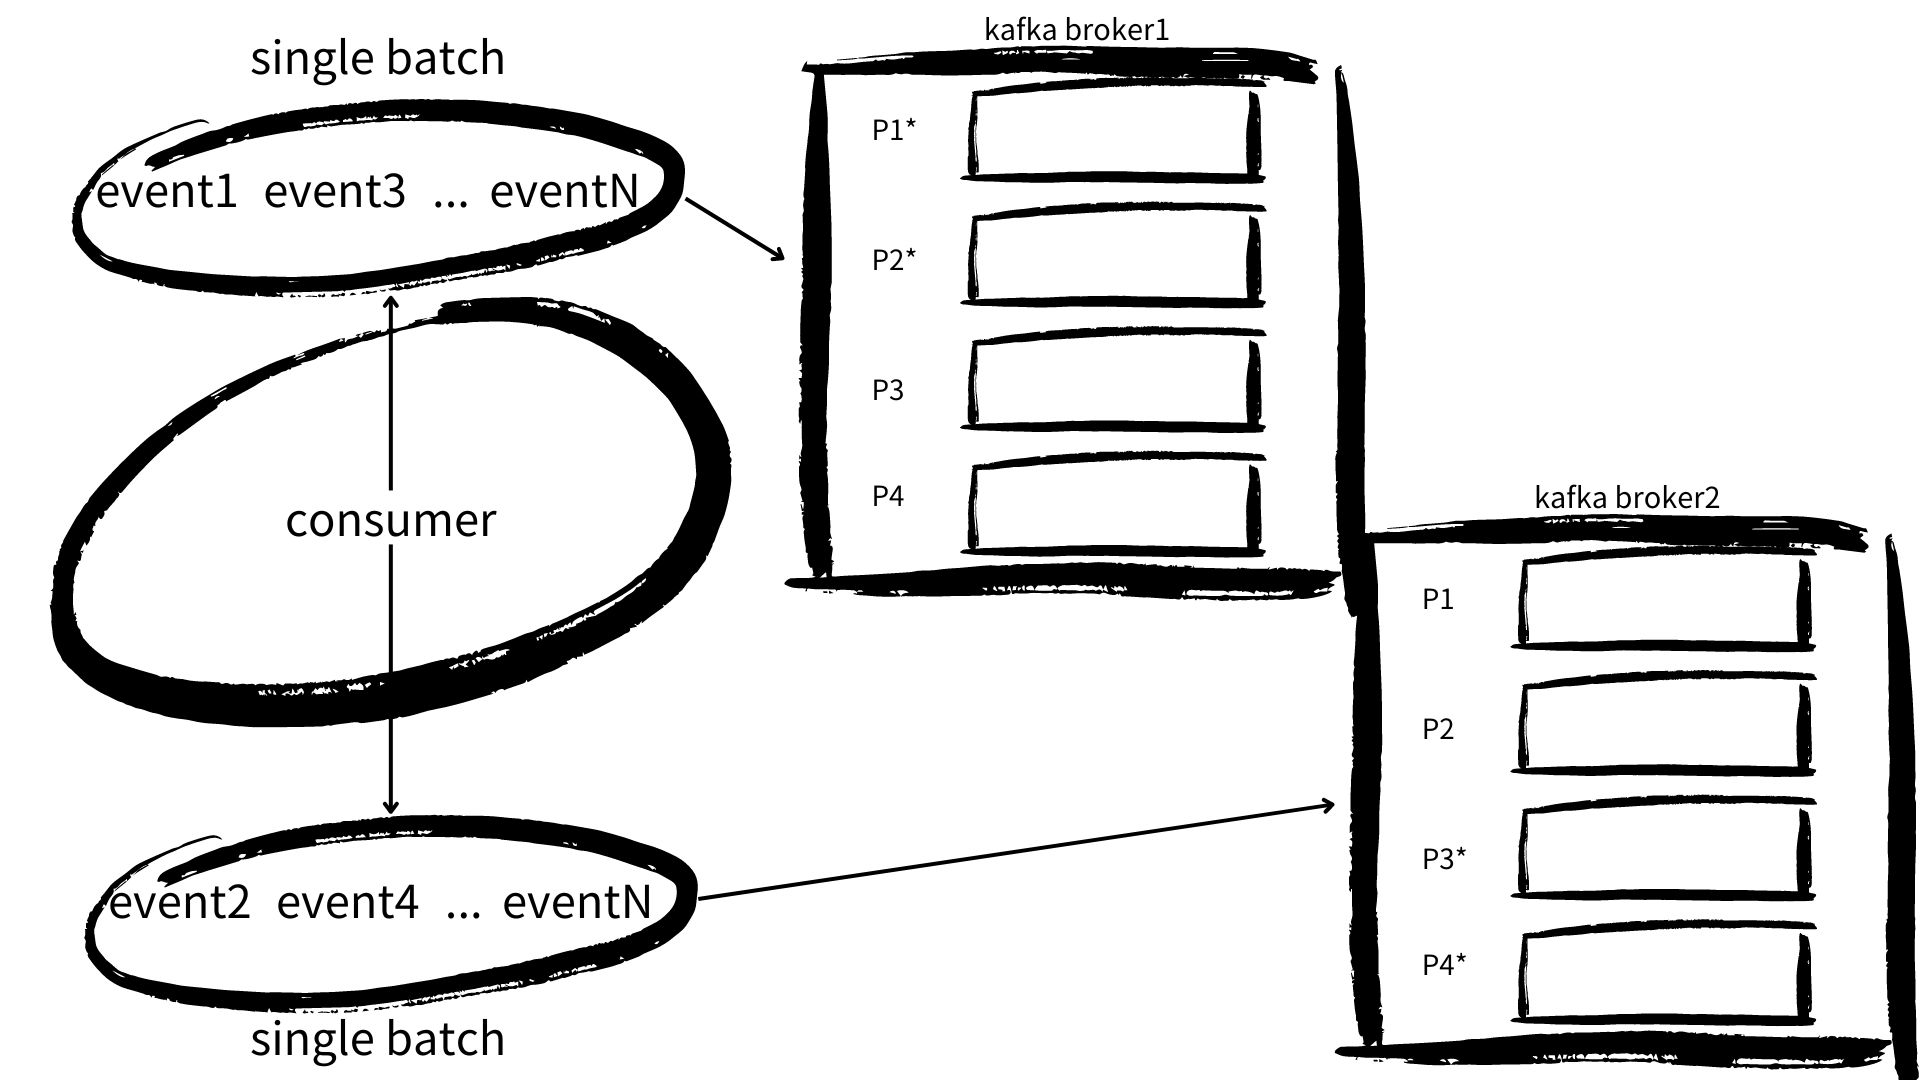 single batch
event1 event3 ... eventN
consumer
event2 event4 ... eventN
single batch
kafka broker1
P1*
P2*
P3
P4
kafka broker2
P1
P2
P3*
P4*